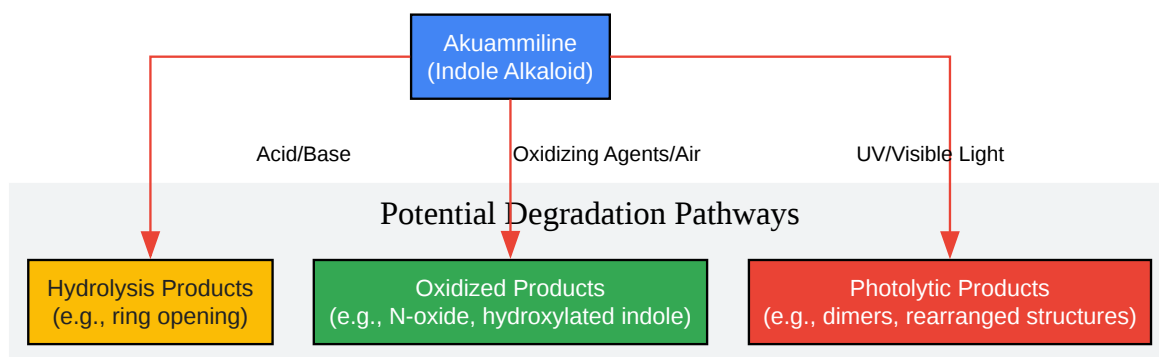 Akuammiline
(Indole Alkaloid)
Acid/Base
Oxidizing Agents/Air
UV/Visible Light
Potential Degradation Pathways
Hydrolysis Products
(e.g., ring opening)
Oxidized Products
(e.g., N-oxide, hydroxylated indole)
Photolytic Products
(e.g., dimers, rearranged structures)